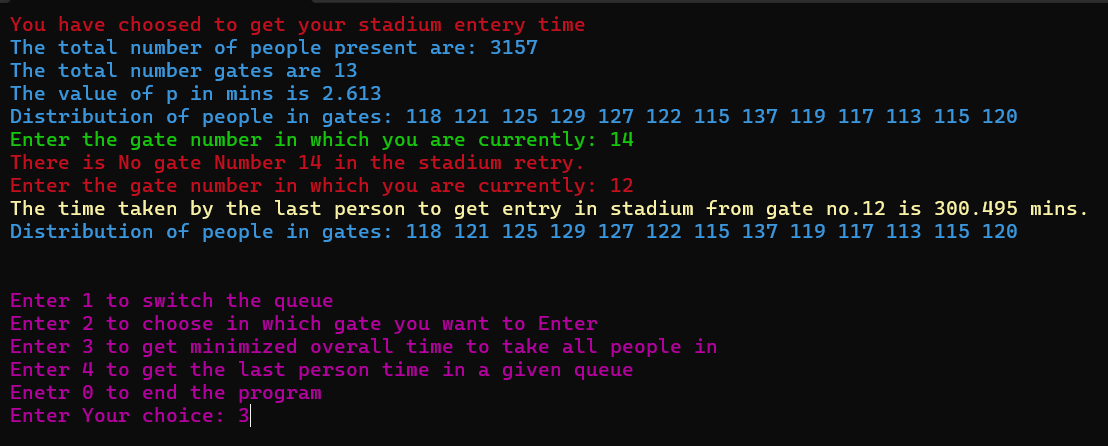 You have choosed to get your stadium entery time
The total number of people present are: 3157
The total number gates are 13
The value of p in mins is 2.613
Distribution of people in gates: 118 121 125 129 127 122 115 137 119 117 113 115 120
Enter the gate number in which you are currently: 14
There is No gate Number 14 in the stadium retry.
Enter the gate number in which you are currently: 12
The time taken by the last person to get entry in stadium from gate no.12 is 300.495 mins.
Distribution of people in gates: 118 121 125 129 127 122 115 137 119 117 113 115 120
Enter 1 to switch the queue
Enter 2 to choose in which gate you want to Enter
Enter 3 to get minimized overall time to take all people in
Enter 4 to get the last person time in a given queue
Enetr 0 to end the program
Enter Your choice: 3